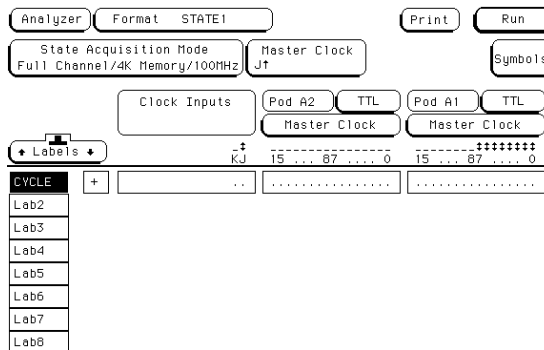 Analyzer Format STATE1 Print Run
State Acquisition Mode
Full Channel/4K Memory/100MHz
Master Clock
J↑
Symbols
Clock Inputs
Pod A2 TTL
Master Clock
Pod A1 TTL
Master Clock
↑ Labels ↓
KJ 15 ... 87 .... 0 15 ... 87 .... 0
CYCLE + .. ................ ................
Lab2
Lab3
Lab4
Lab5
Lab6
Lab7
Lab8